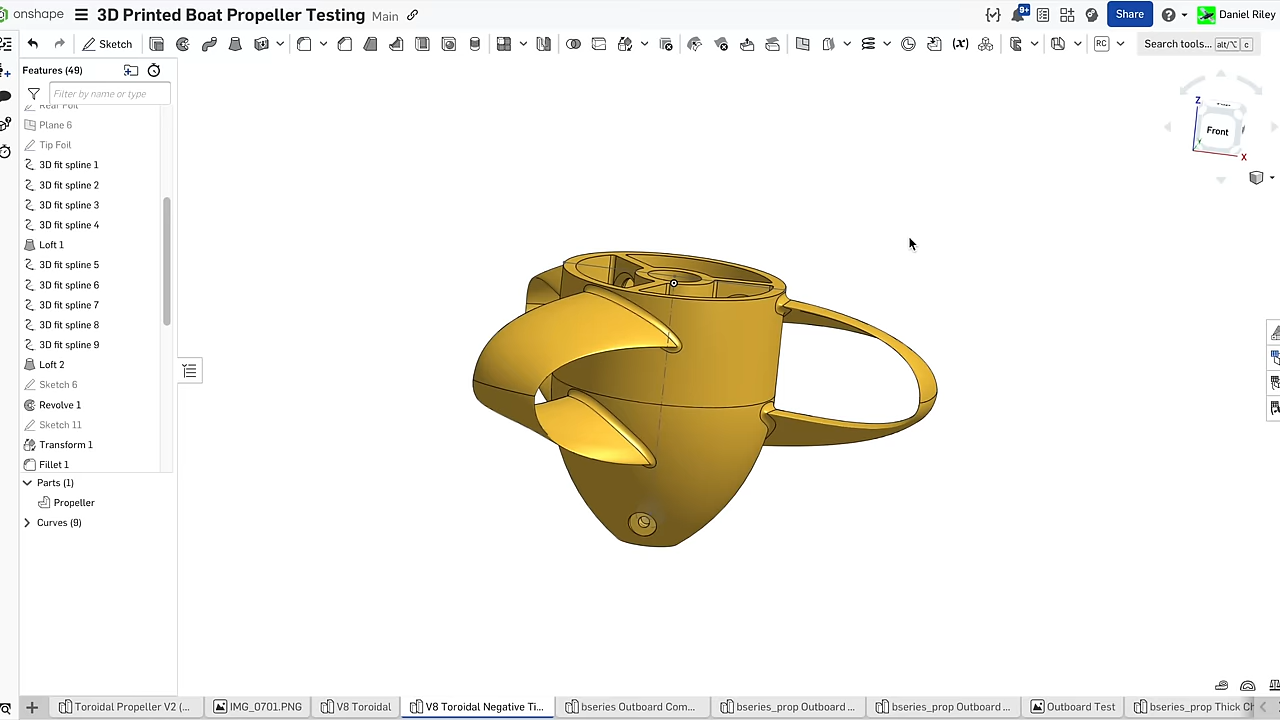 onshape 3D Printed Boat Propeller Testing Main 9+ Share Daniel Riley
Sketch (x) RC Search tools... alt/⌥ c
Features (49)
Filter by name or type
Rear Foil
Plane 6
Tip Foil
3D fit spline 1
3D fit spline 2
3D fit spline 3
3D fit spline 4
Loft 1
3D fit spline 5
3D fit spline 6
3D fit spline 7
3D fit spline 8
3D fit spline 9
Loft 2
Sketch 6
Revolve 1
Sketch 11
Transform 1
Fillet 1
Parts (1)
Propeller
Curves (9)
Z
Front
X
Toroidal Propeller V2 (... IMG_0701.PNG V8 Toroidal V8 Toroidal Negative Ti... bseries Outboard Com... bseries_prop Outboard ... bseries_prop Outboard ... Outboard Test bseries_prop Thick Ch